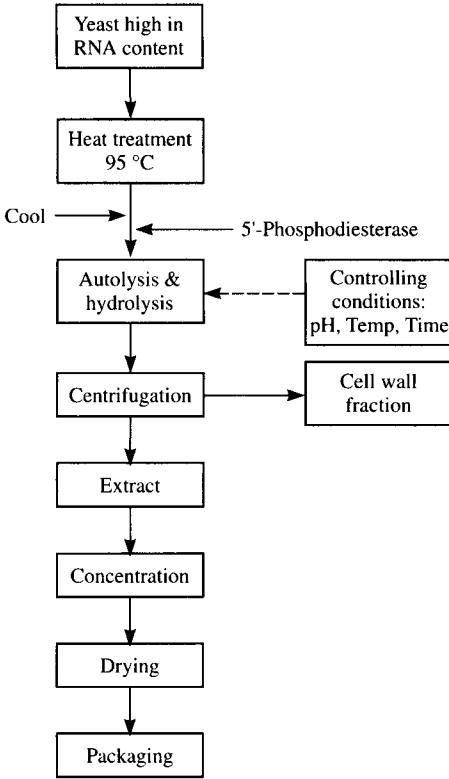 Yeast high in
RNA content
Heat treatment
95 °C
Cool
5'-Phosphodiesterase
Autolysis &
hydrolysis
Controlling
conditions:
pH, Temp, Time
Centrifugation
Cell wall
fraction
Extract
Concentration
Drying
Packaging